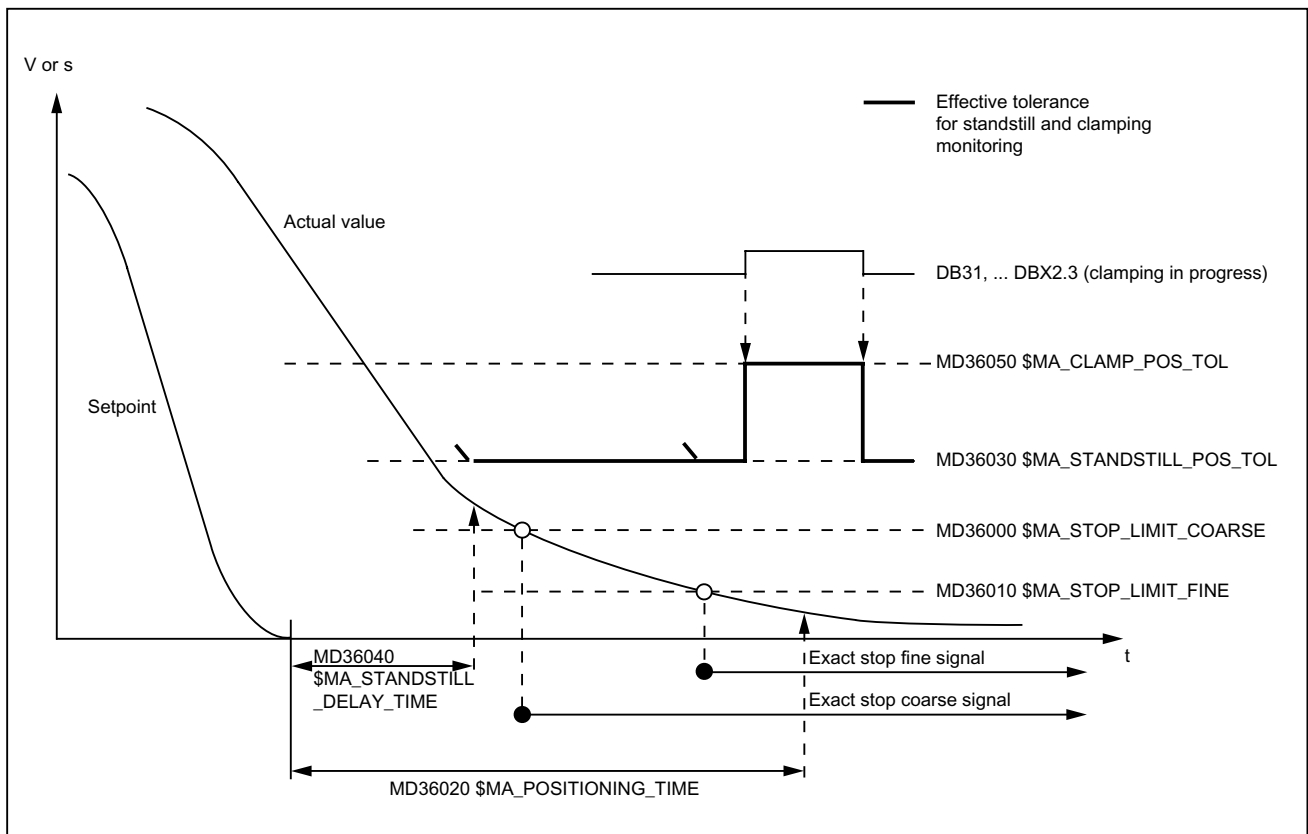 V or s
Effective tolerance
for standstill and clamping
monitoring
Actual value
DB31, ... DBX2.3 (clamping in progress)
MD36050 $MA_CLAMP_POS_TOL
Setpoint
MD36030 $MA_STANDSTILL_POS_TOL
MD36000 $MA_STOP_LIMIT_COARSE
MD36010 $MA_STOP_LIMIT_FINE
MD36040
$MA_STANDSTILL
_DELAY_TIME
Exact stop fine signal
t
Exact stop coarse signal
MD36020 $MA_POSITIONING_TIME